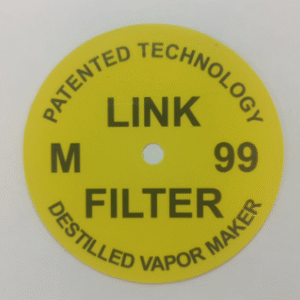 PATENTED TECHNOLOGY
LINK
M 99
FILTER
DESTILLED VAPOR MAKER